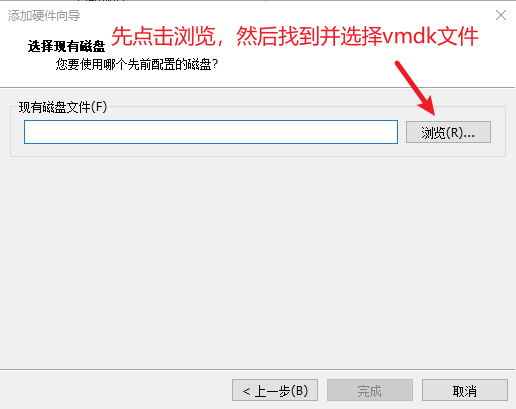 添加硬件向导
先点击浏览，然后找到并选择vmdk文件
选择现有磁盘
您要使用哪个先前配置的磁盘?
现有磁盘文件(F)
浏览(R)...
< 上一步(B)
完成
取消